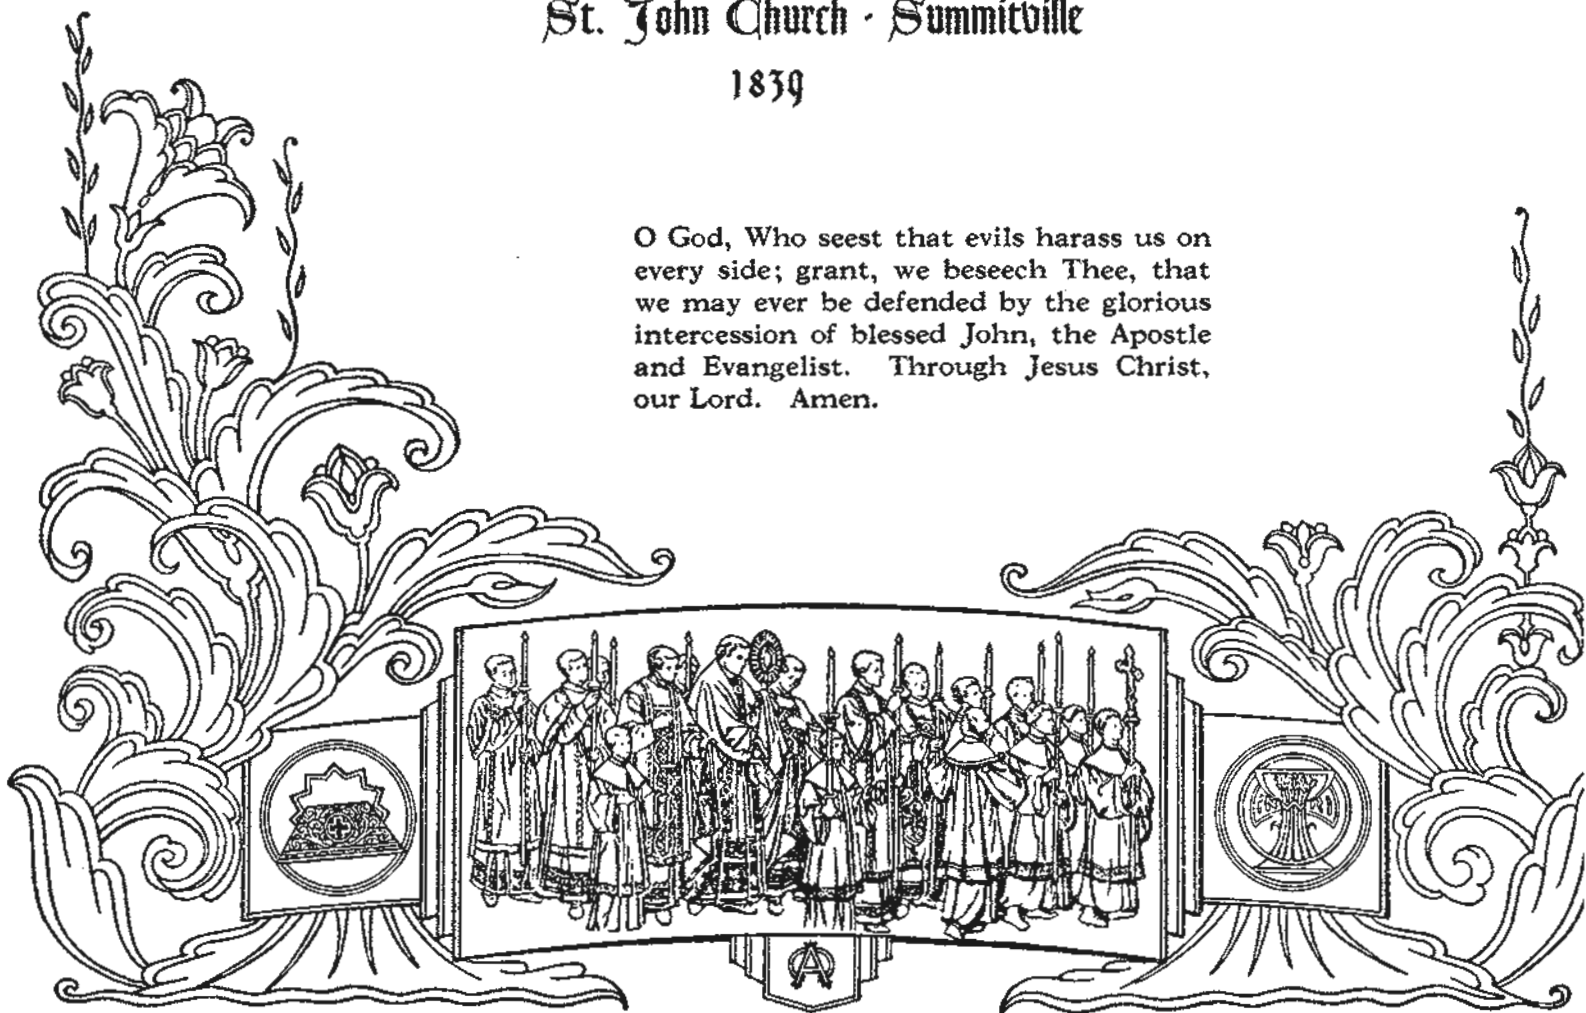 St. John Church · Summitville
1839
O God, Who seest that evils harass us on
every side; grant, we beseech Thee, that
we may ever be defended by the glorious
intercession of blessed John, the Apostle
and Evangelist. Through Jesus Christ,
our Lord. Amen.